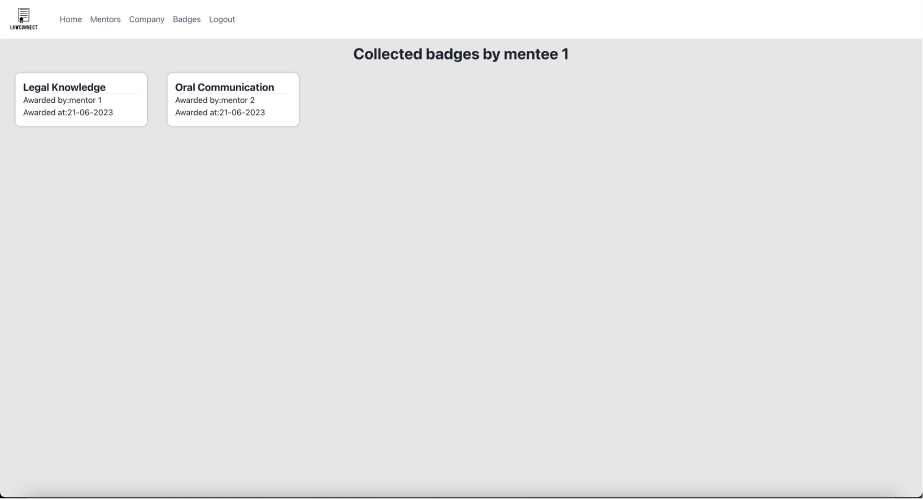 LAWCONNECT
Home Mentors Company Badges Logout
Collected badges by mentee 1
Legal Knowledge
Awarded by:mentor 1
Awarded at:21-06-2023
Oral Communication
Awarded by:mentor 2
Awarded at:21-06-2023